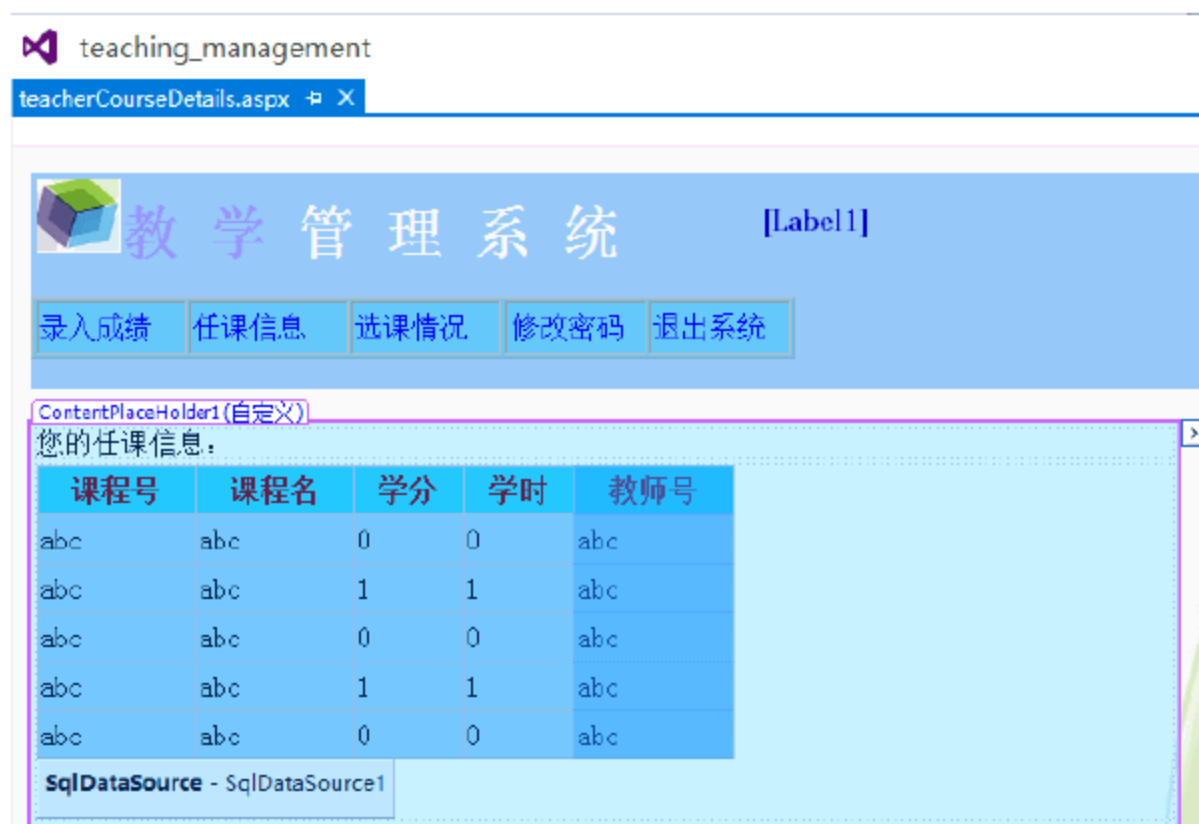 teaching_management
teacherCourseDetails.aspx
教 学 管 理 系 统 [Label1]
录入成绩 任课信息 选课情况 修改密码 退出系统
ContentPlaceHolder1(自定义)
您的任课信息：
课程号 课程名 学分 学时 教师号
abc abc 0 0 abc
abc abc 1 1 abc
abc abc 0 0 abc
abc abc 1 1 abc
abc abc 0 0 abc
SqlDataSource - SqlDataSource1